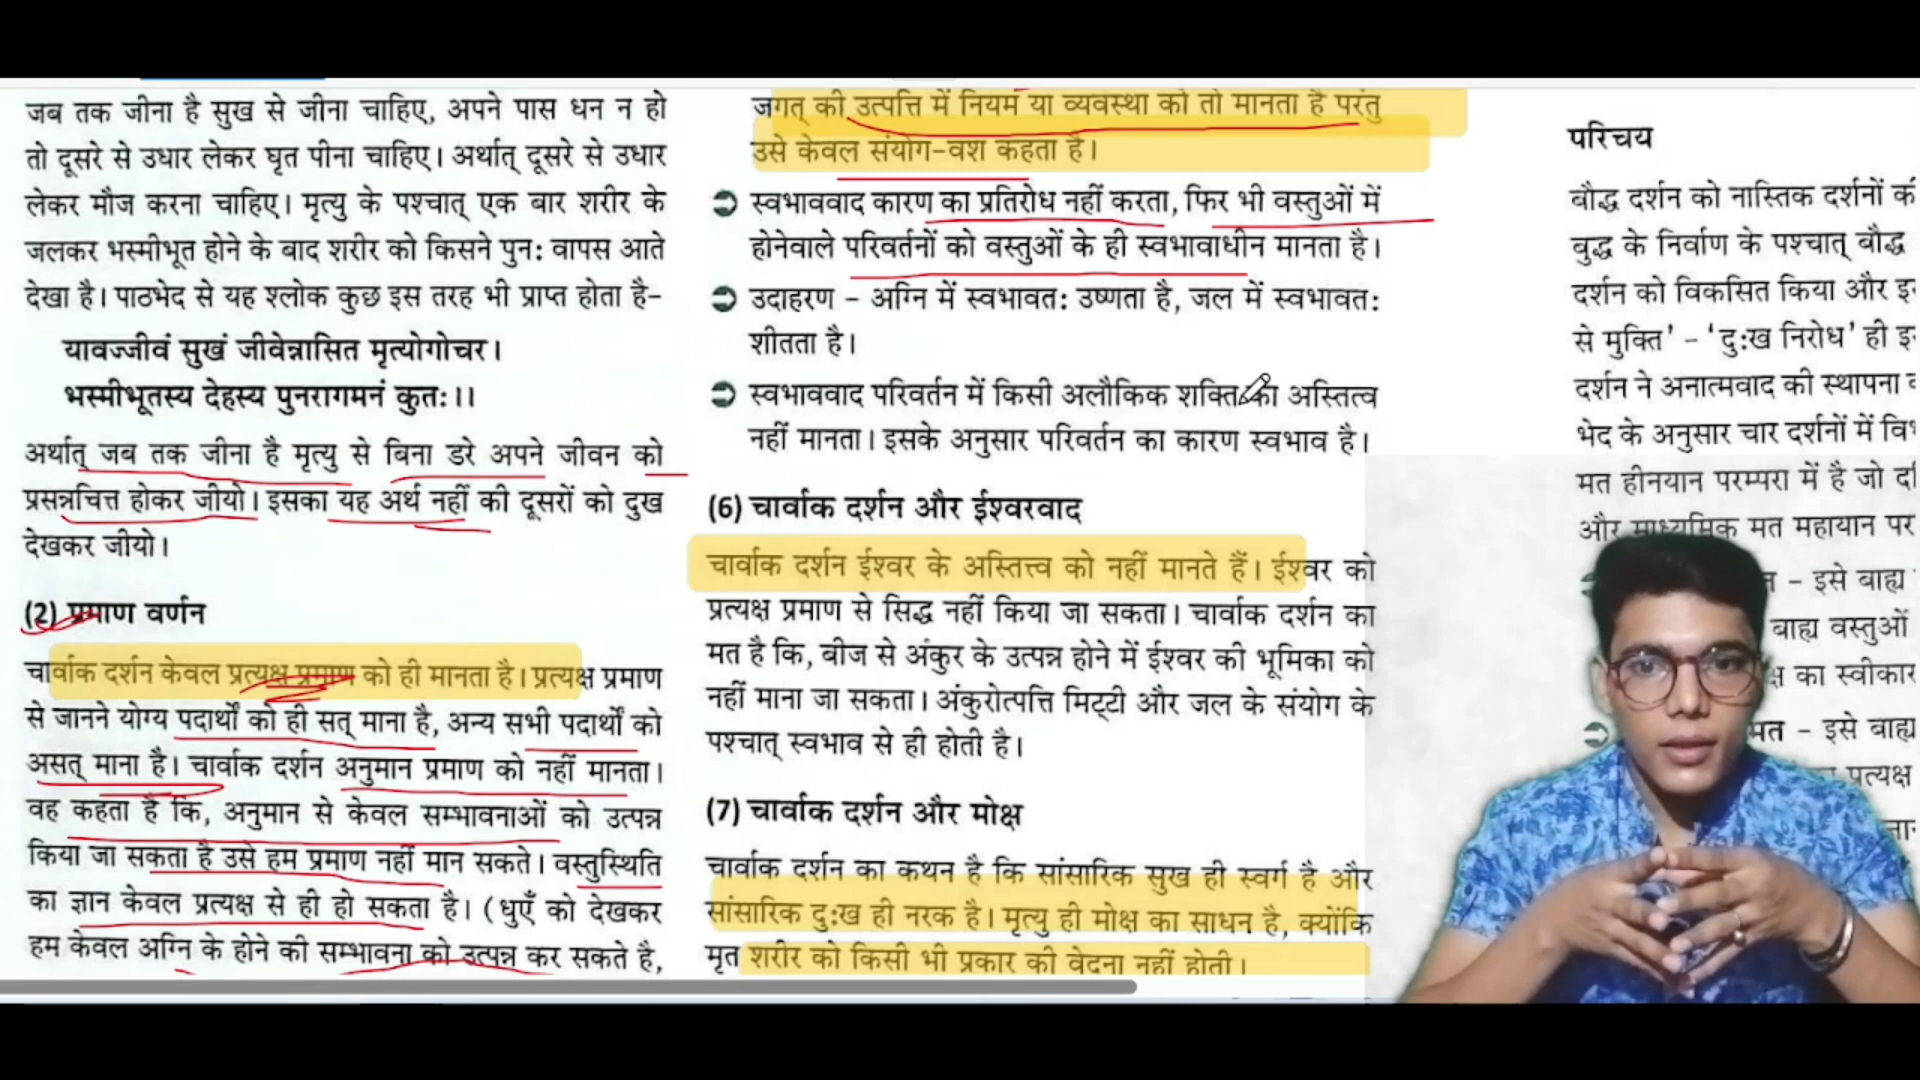 जब तक जीना है सुख से जीना चाहिए, अपने पास धन न हो
तो दूसरे से उधार लेकर घृत पीना चाहिए। अर्थात् दूसरे से उधार
लेकर मौज करना चाहिए। मृत्यु के पश्चात् एक बार शरीर के
जलकर भस्मीभूत होने के बाद शरीर को किसने पुनः वापस आते
देखा है। पाठभेद से यह श्लोक कुछ इस तरह भी प्राप्त होता है-
यावज्जीवं सुखं जीवेन्नासित मृत्योगोचर।
भस्मीभूतस्य देहस्य पुनरागमनं कुतः।।
अर्थात् जब तक जीना है मृत्यु से बिना डरे अपने जीवन को
प्रसन्नचित्त होकर जीयो। इसका यह अर्थ नहीं की दूसरों को दुख
देखकर जीयो।
(2) प्रमाण वर्णन
चार्वाक दर्शन केवल प्रत्यक्ष प्रमाण को ही मानता है। प्रत्यक्ष प्रमाण
से जानने योग्य पदार्थों को ही सत् माना है, अन्य सभी पदार्थों को
असत् माना है। चार्वाक दर्शन अनुमान प्रमाण को नहीं मानता।
वह कहता है कि, अनुमान से केवल सम्भावनाओं को उत्पन्न
किया जा सकता है उसे हम प्रमाण नहीं मान सकते। वस्तुस्थिति
का ज्ञान केवल प्रत्यक्ष से ही हो सकता है। (धुएँ को देखकर
हम केवल अग्नि के होने की सम्भावना को उत्पन्न कर सकते है,
जगत् की उत्पत्ति में नियम या व्यवस्था को तो मानता है परंतु
उसे केवल संयोग-वश कहता है।
स्वभाववाद कारण का प्रतिरोध नहीं करता, फिर भी वस्तुओं में
होनेवाले परिवर्तनों को वस्तुओं के ही स्वभावाधीन मानता है।
उदाहरण - अग्नि में स्वभावतः उष्णता है, जल में स्वभावतः
शीतता है।
स्वभाववाद परिवर्तन में किसी अलौकिक शक्ति का अस्तित्व
नहीं मानता। इसके अनुसार परिवर्तन का कारण स्वभाव है।
(6) चार्वाक दर्शन और ईश्वरवाद
चार्वाक दर्शन ईश्वर के अस्तित्त्व को नहीं मानते हैं। ईश्वर को
प्रत्यक्ष प्रमाण से सिद्ध नहीं किया जा सकता। चार्वाक दर्शन का
मत है कि, बीज से अंकुर के उत्पन्न होने में ईश्वर की भूमिका को
नहीं माना जा सकता। अंकुरोत्पत्ति मिट्टी और जल के संयोग के
पश्चात् स्वभाव से ही होती है।
(7) चार्वाक दर्शन और मोक्ष
चार्वाक दर्शन का कथन है कि सांसारिक सुख ही स्वर्ग है और
सांसारिक दुःख ही नरक है। मृत्यु ही मोक्ष का साधन है, क्योंकि
मृत शरीर को किसी भी प्रकार की वेदना नहीं होती।
परिचय
बौद्ध दर्शन को नास्तिक दर्शनों
बुद्ध के निर्वाण के पश्चात् बौद्ध
दर्शन को विकसित किया और
से मुक्ति' - 'दुःख निरोध' ही
दर्शन ने अनात्मवाद की स्थापना
भेद के अनुसार चार दर्शनों में
मत हीनयान परम्परा में है जो
और माध्यमिक मत महायान
- इसे बाह्य
बाह्य वस्तुओं
का स्वीकार
मत - इसे बाह्य
प्रत्यक्ष